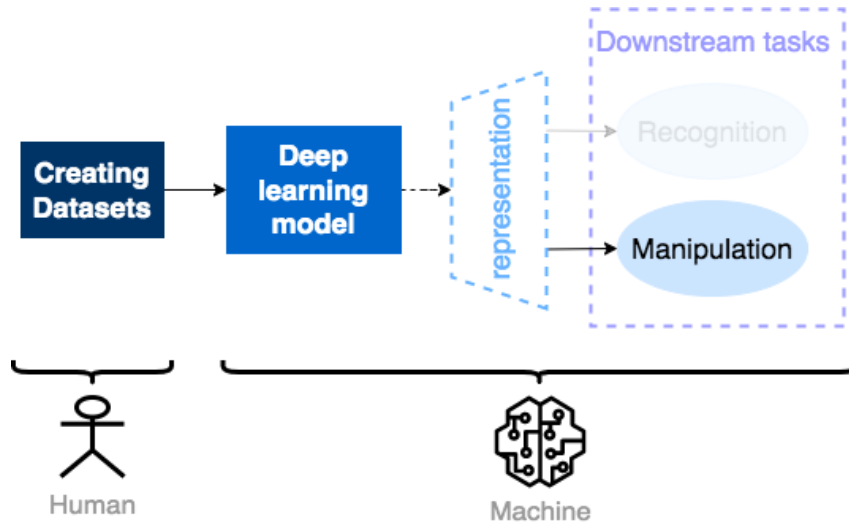 Downstream tasks
Creating
Datasets
Deep
learning
model
representation
Recognition
Manipulation
Human
Machine